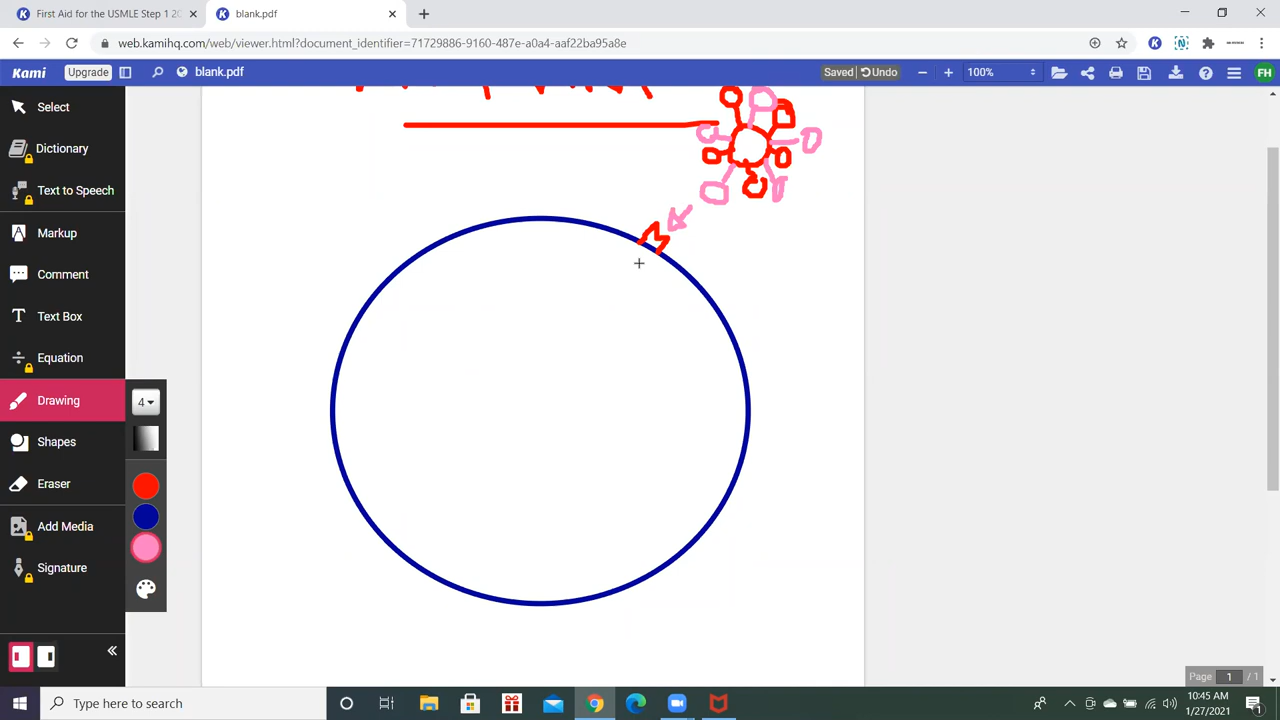 First Aid for the USMLE Step 1 20
blank.pdf
web.kamihq.com/web/viewer.html?document_identifier=71729886-9160-487e-abe4-aaf22ba95a8e
Kami
Upgrade
blank.pdf
Saved Undo
100%
FH
Select
Dictionary
Text to Speech
Markup
Comment
Text Box
Equation
Drawing
4
Shapes
Eraser
Add Media
Signature
Page 1 / 1
Type here to search
10:45 AM
1/27/2021